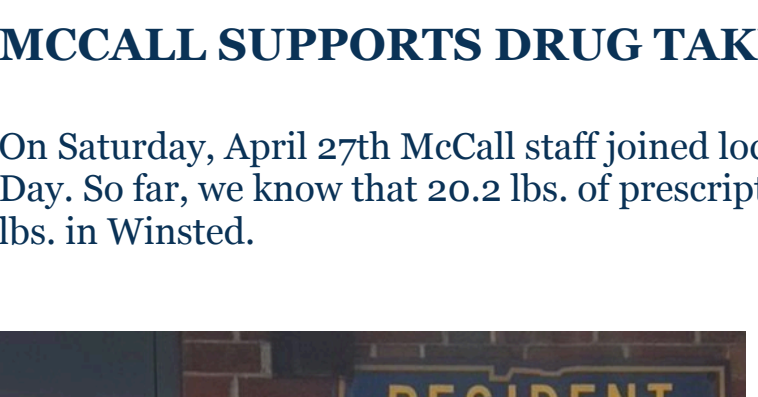 MCCALL SUPPORTS DRUG TAK
On Saturday, April 27th McCall staff joined loc
Day. So far, we know that 20.2 lbs. of prescript
lbs. in Winsted.
RESIDENT